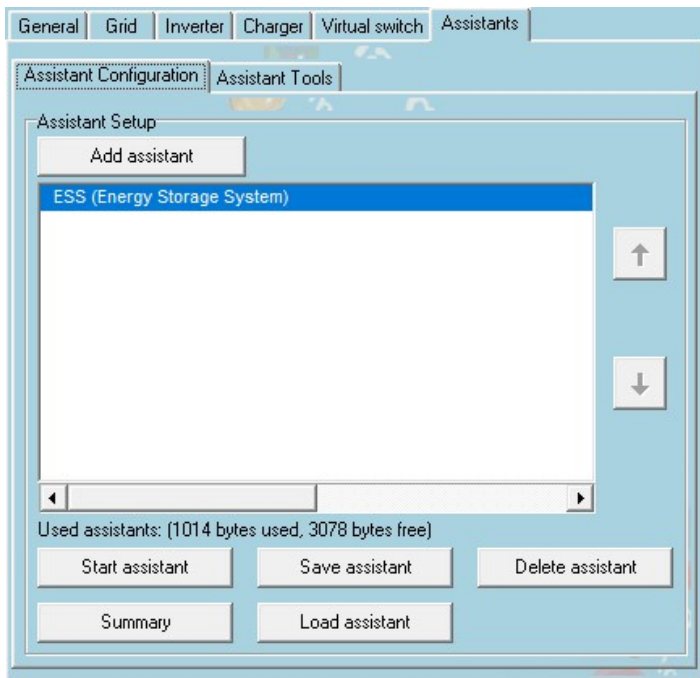 General Grid Inverter Charger Virtual switch Assistants
Assistant Configuration Assistant Tools
Assistant Setup
Add assistant
ESS (Energy Storage System)
Used assistants: (1014 bytes used, 3078 bytes free)
Start assistant Save assistant Delete assistant
Summary Load assistant